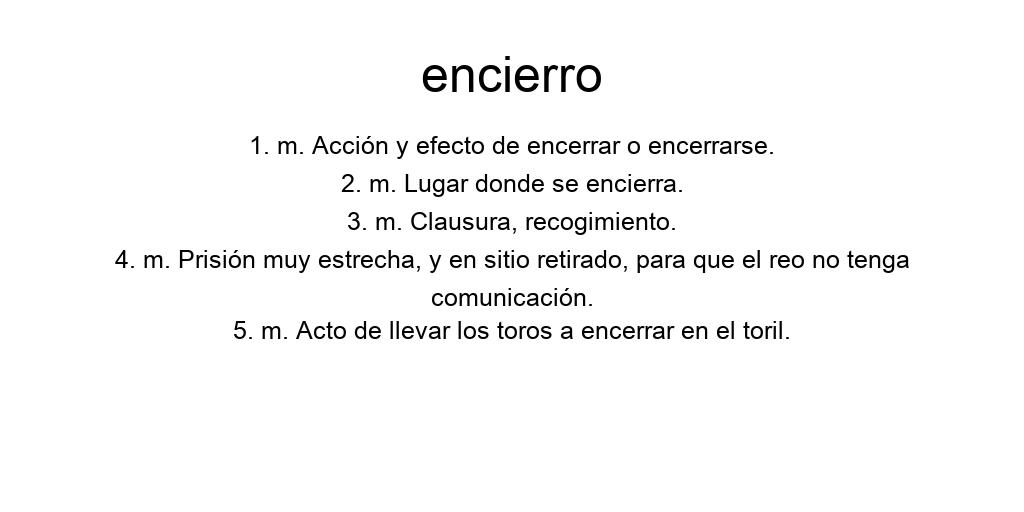 encierro
1. m. Acción y efecto de encerrar o encerrarse.
2. m. Lugar donde se encierra.
3. m. Clausura, recogimiento.
4. m. Prisión muy estrecha, y en sitio retirado, para que el reo no tenga
comunicación.
5. m. Acto de llevar los toros a encerrar en el toril.